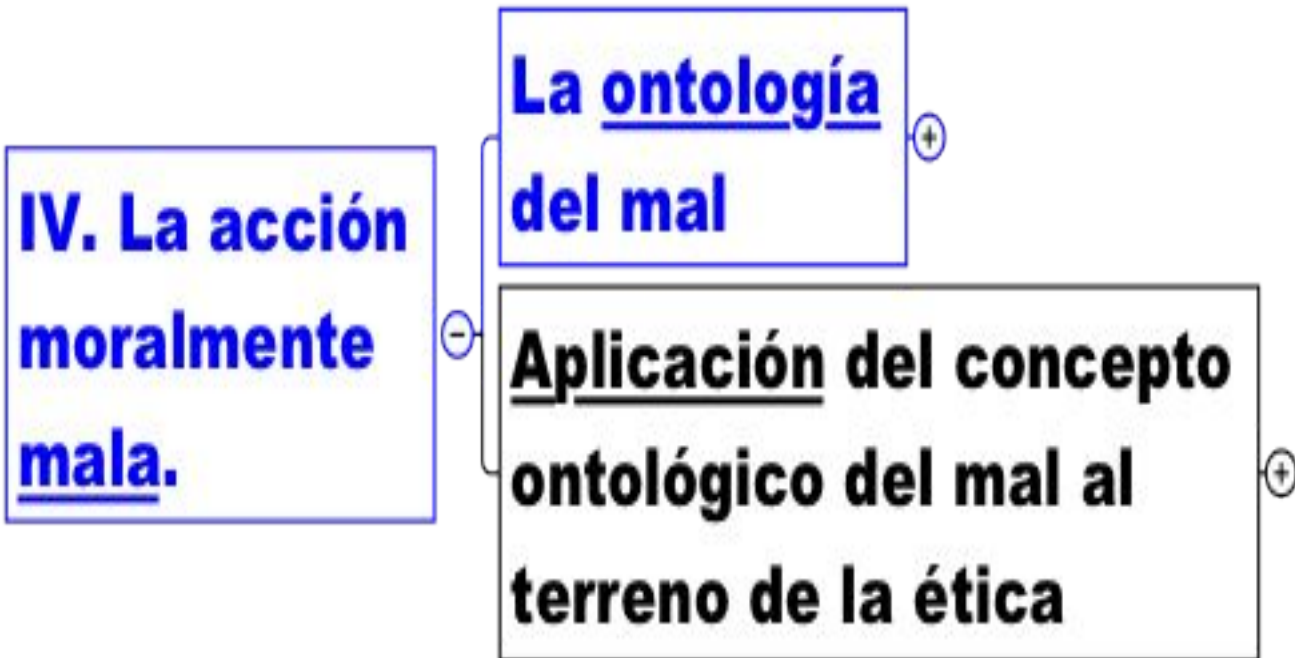 IV. La acción
moralmente
mala.
La ontología
del mal
Aplicación del concepto
ontológico del mal al
terreno de la ética